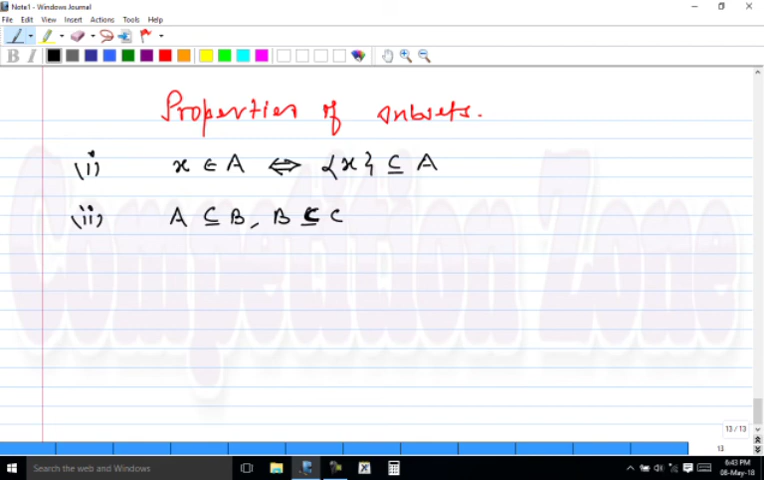 Note1 - Windows Journal
File Edit View Insert Actions Tools Help
B I
Properties of subsets.
(i) x ∈ A ⇔ {x} ⊆ A
(ii) A ⊆ B, B ⊆ C
Competition Zone
13 / 13
13
Search the web and Windows
6:43 PM
08-May-18